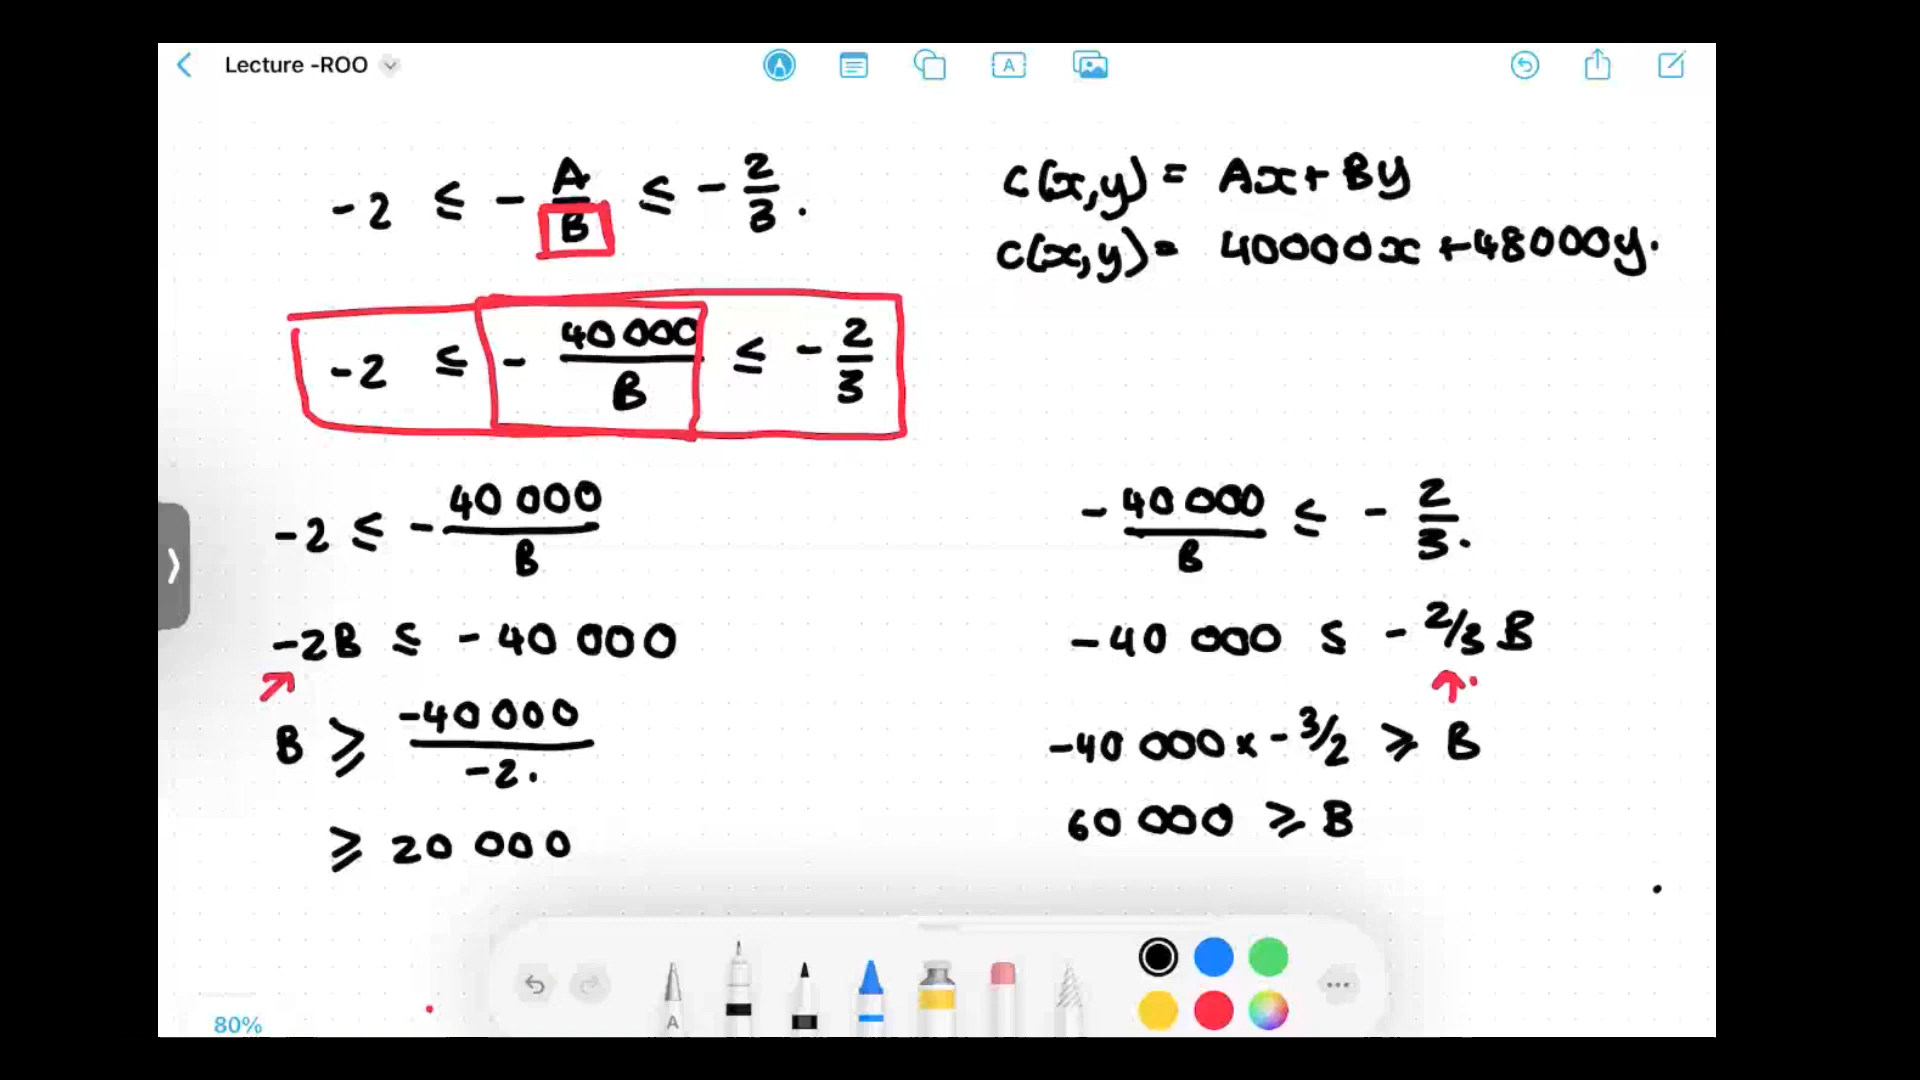 Lecture -ROO
-2 ≤ - A/B ≤ - 2/3.
C(x,y) = Ax + By
C(x,y) = 40000x + 48000y.
-2 ≤ - 40 000/B ≤ - 2/3
-2 ≤ - 40 000/B
-2B ≤ - 40 000
B ≥ -40 000/-2.
≥ 20 000
- 40 000/B ≤ - 2/3.
-40 000 ≤ - 2/3 B
-40 000 x - 3/2 ≥ B
60 000 ≥ B
80%